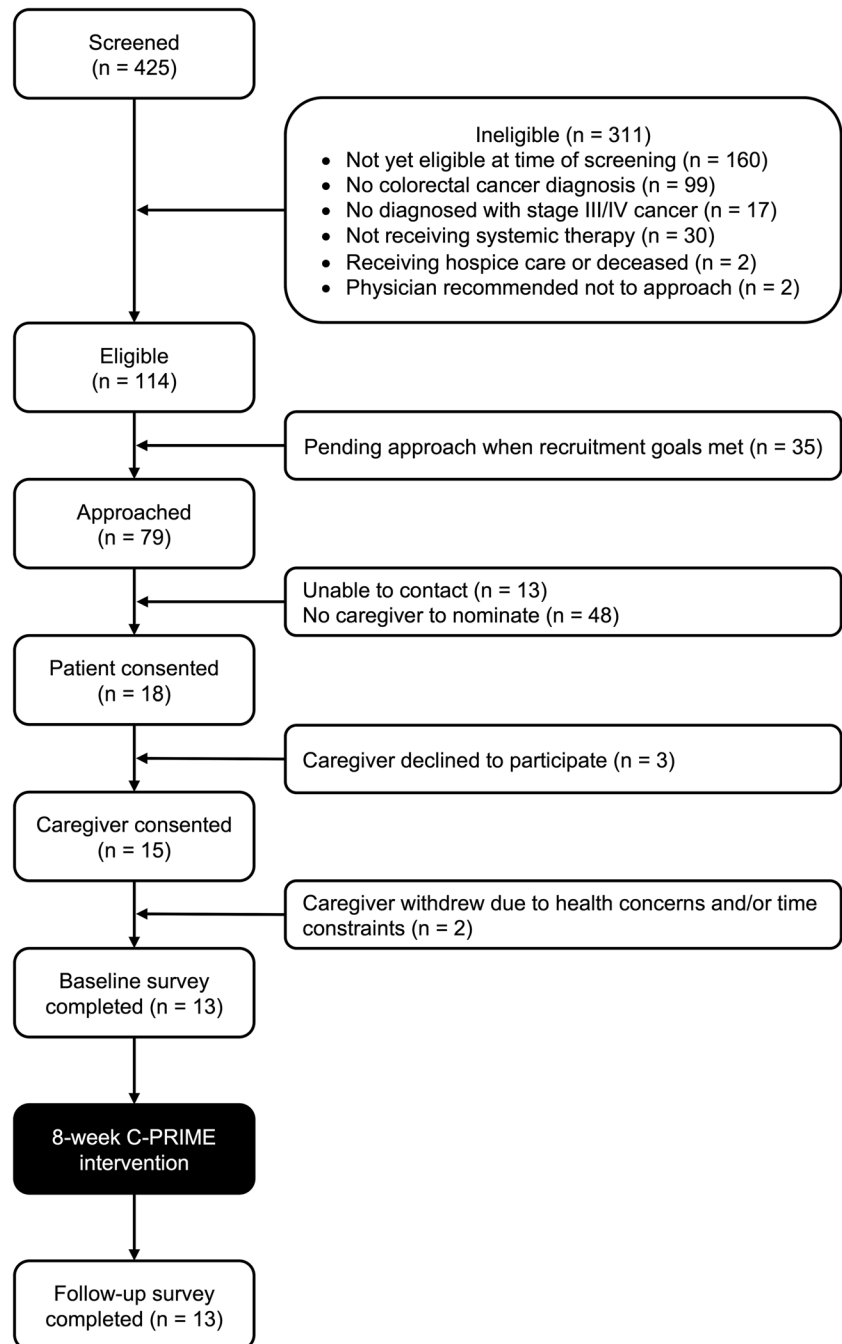 Screened
(n = 425)
Ineligible (n = 311)
• Not yet eligible at time of screening (n = 160)
• No colorectal cancer diagnosis (n = 99)
• No diagnosed with stage III/IV cancer (n = 17)
• Not receiving systemic therapy (n = 30)
• Receiving hospice care or deceased (n = 2)
• Physician recommended not to approach (n = 2)
Eligible
(n = 114)
Pending approach when recruitment goals met (n = 35)
Approached
(n = 79)
Unable to contact (n = 13)
No caregiver to nominate (n = 48)
Patient consented
(n = 18)
Caregiver declined to participate (n = 3)
Caregiver consented
(n = 15)
Caregiver withdrew due to health concerns and/or time
constraints (n = 2)
Baseline survey
completed (n = 13)
8-week C-PRIME
intervention
Follow-up survey
completed (n = 13)